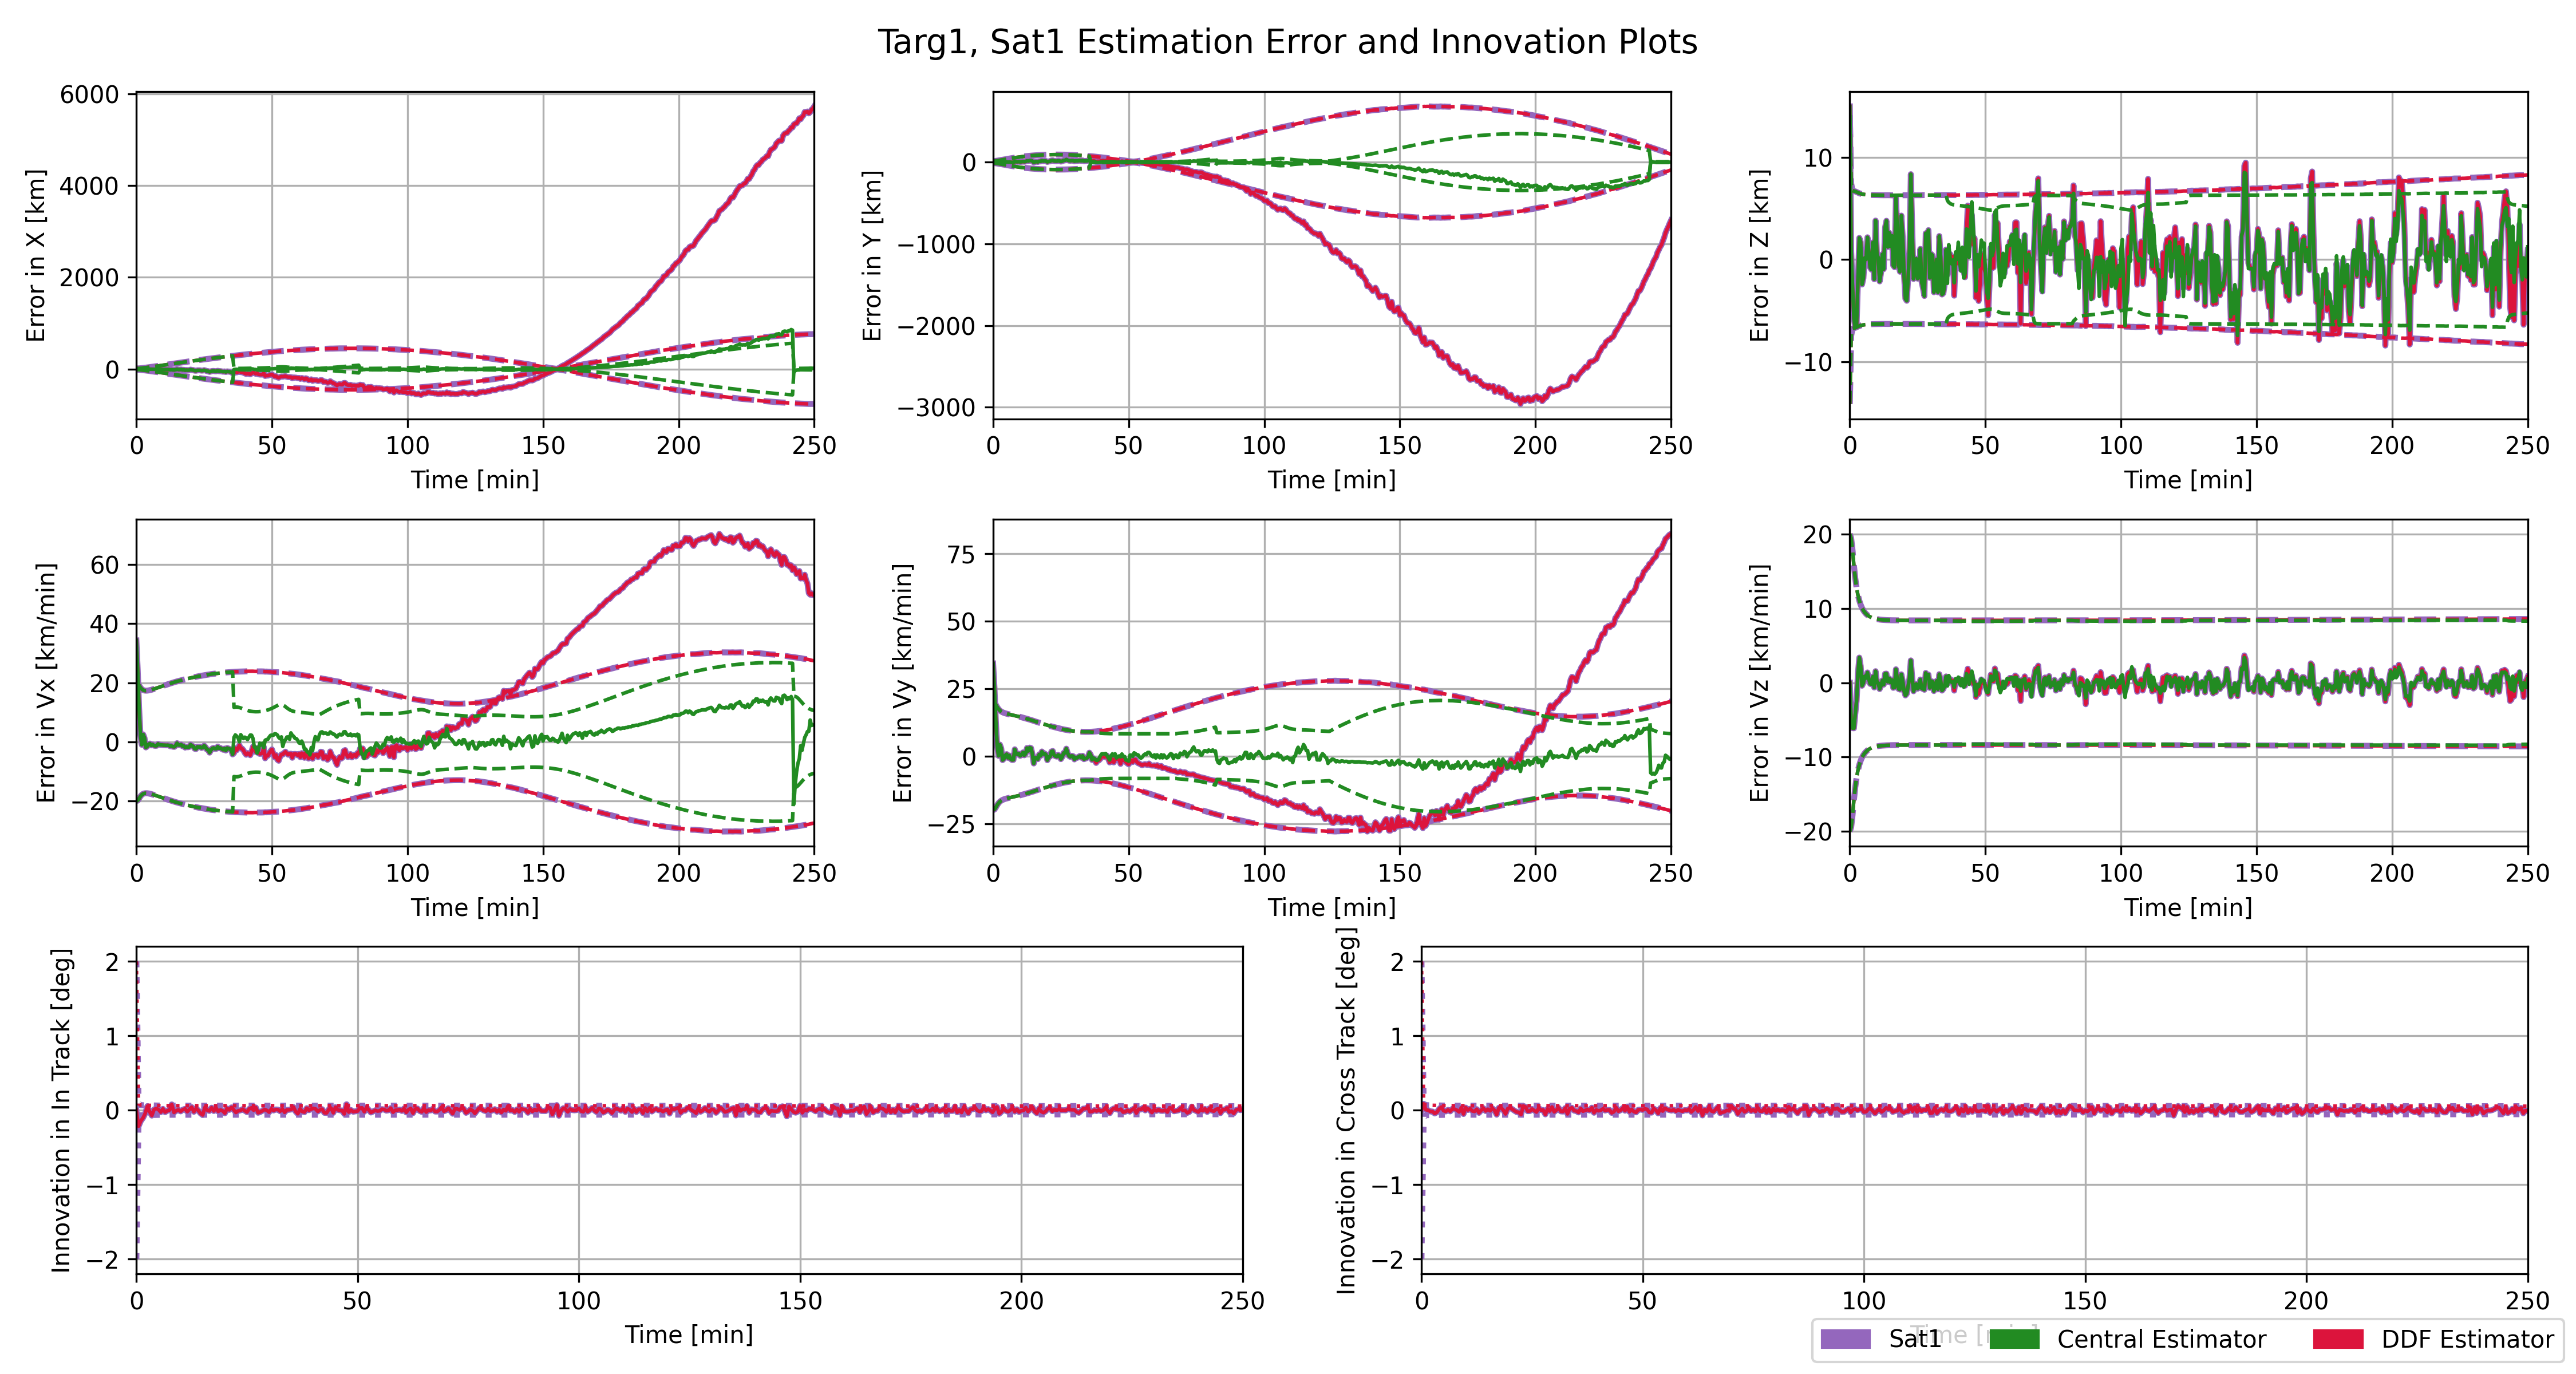 Targ1, Sat1 Estimation Error and Innovation Plots
Error in X [km]
6000
4000
2000
0
0 50 100 150 200 250
Time [min]
Error in Y [km]
0
−1000
−2000
−3000
0 50 100 150 200 250
Time [min]
Error in Z [km]
10
0
−10
0 50 100 150 200 250
Time [min]
Error in Vx [km/min]
60
40
20
0
−20
0 50 100 150 200 250
Time [min]
Error in Vy [km/min]
75
50
25
0
−25
0 50 100 150 200 250
Time [min]
Error in Vz [km/min]
20
10
0
−10
−20
0 50 100 150 200 250
Time [min]
Innovation in In Track [deg]
2
1
0
−1
−2
0 50 100 150 200 250
Time [min]
Innovation in Cross Track [deg]
2
1
0
−1
−2
0 50 100 150 200 250
Time [min]
Sat1 Central Estimator DDF Estimator